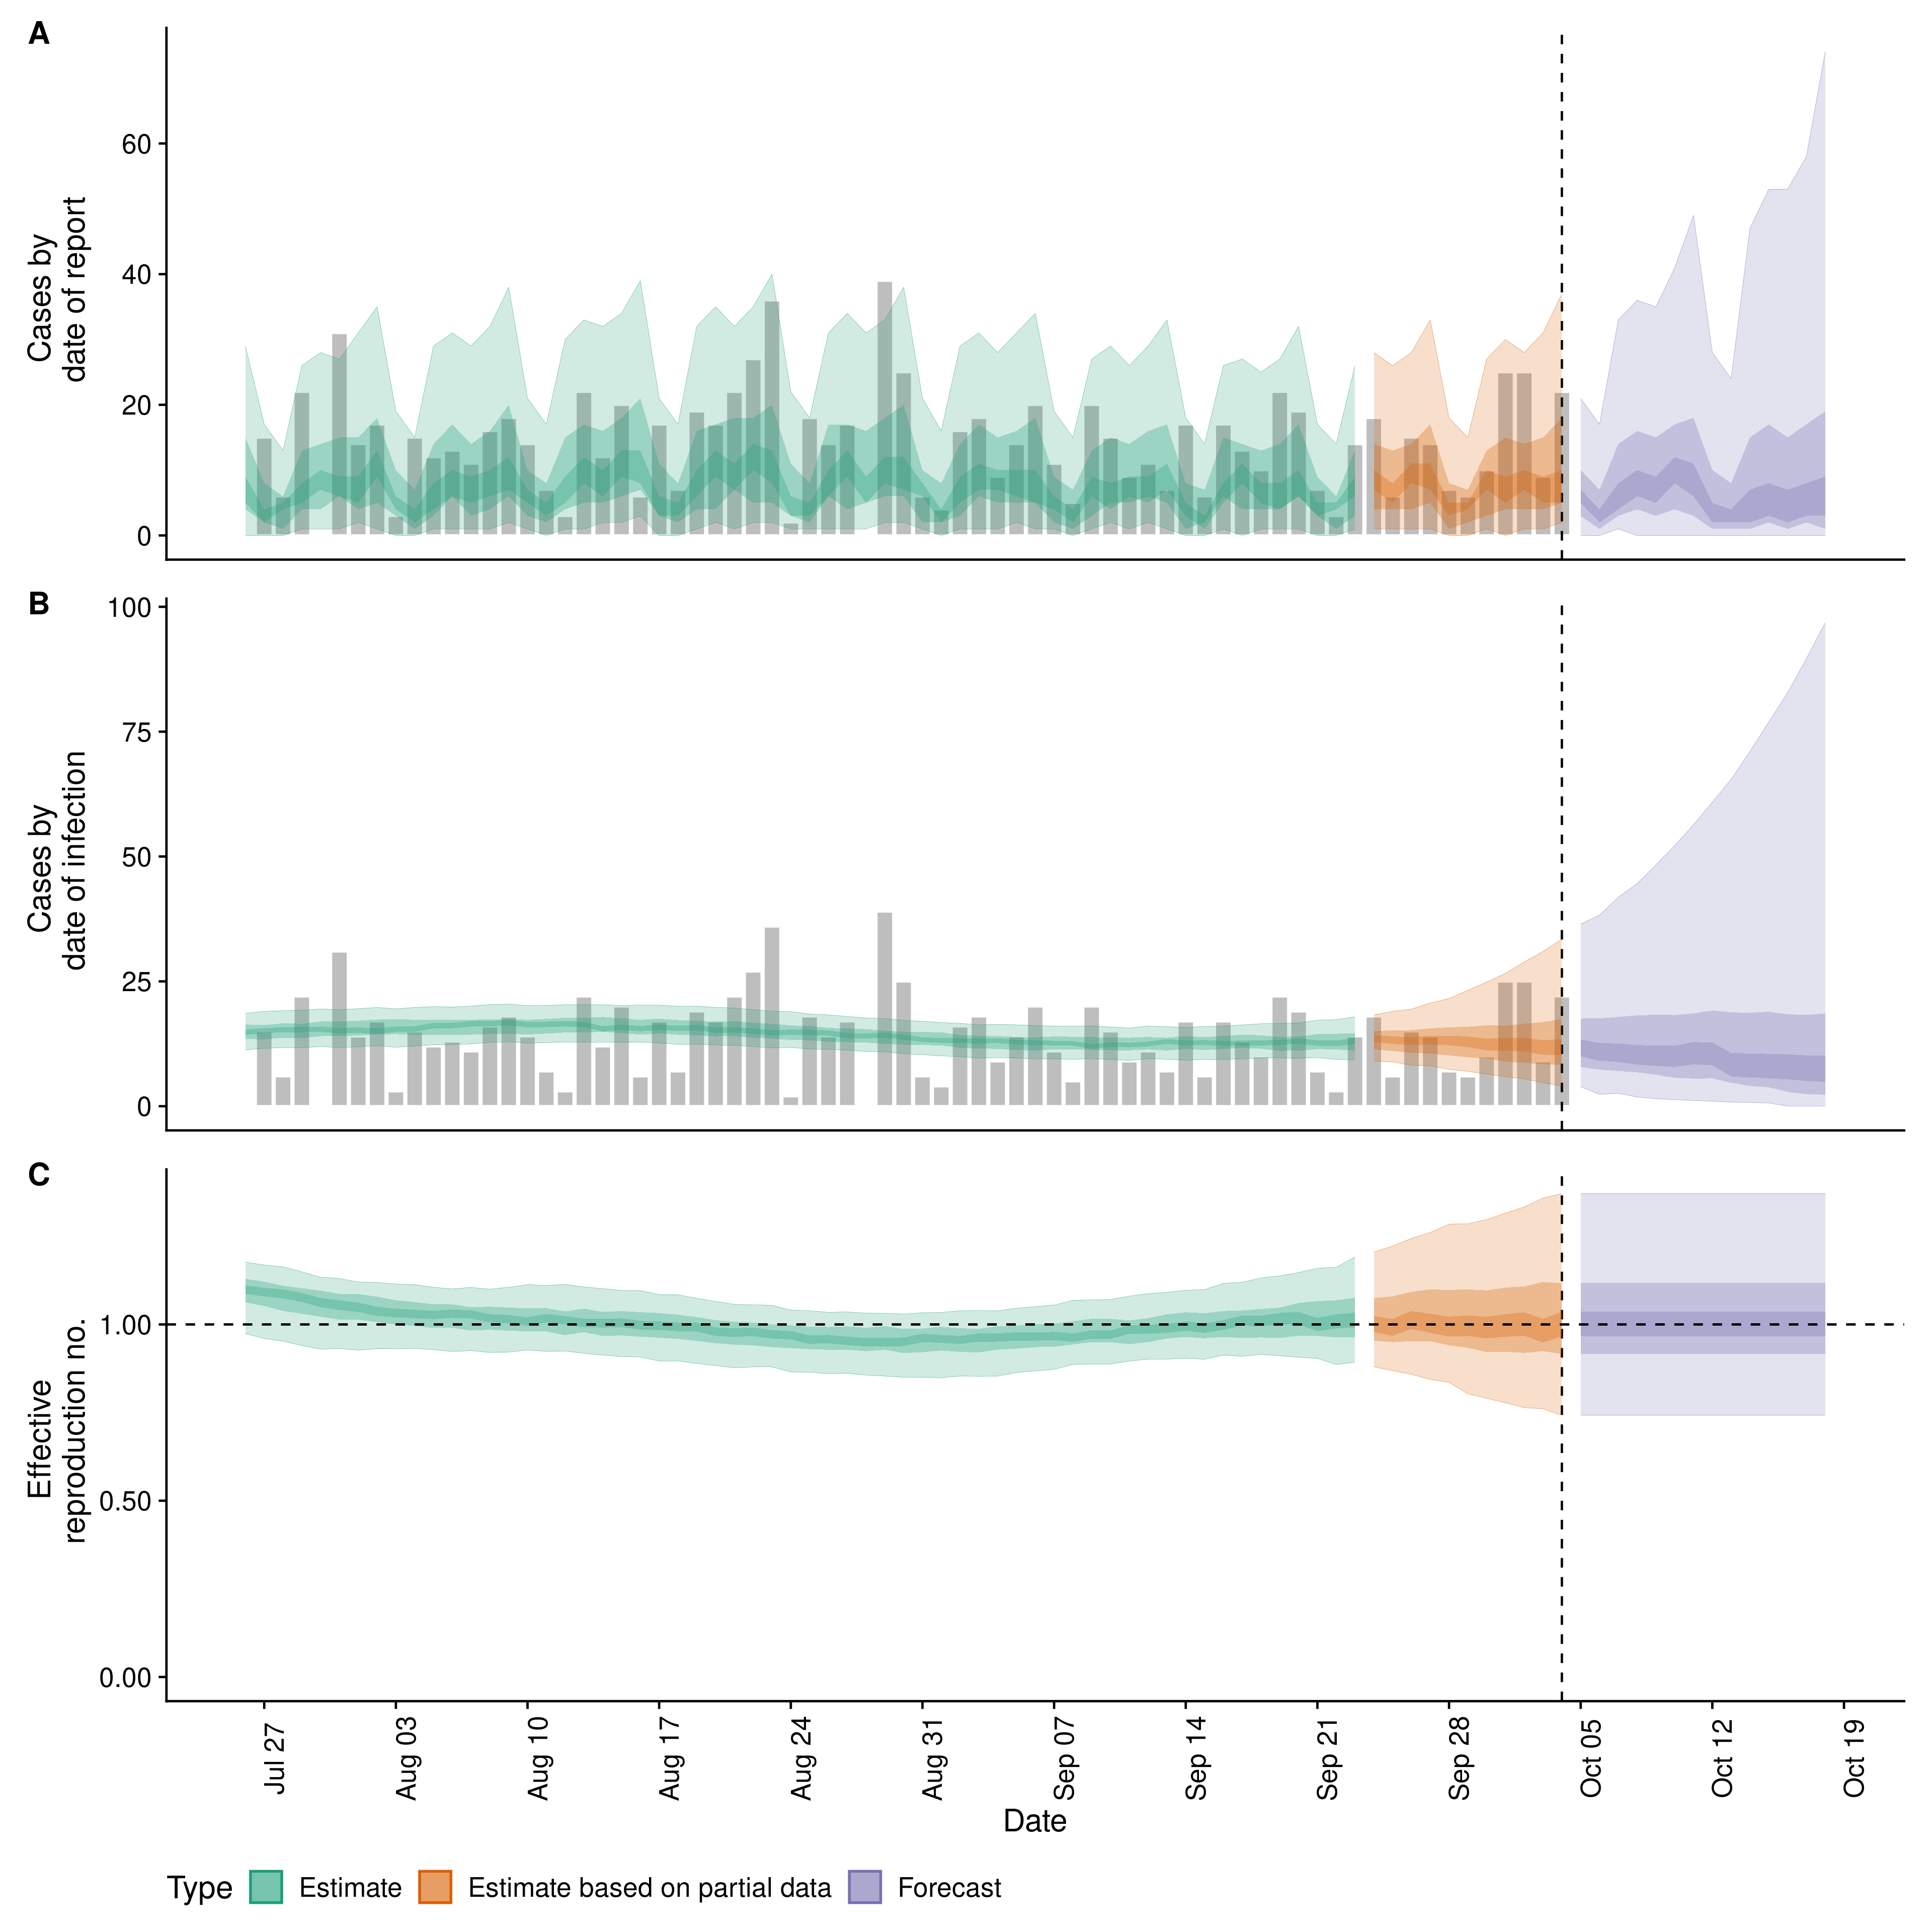 A
Cases by
date of report
60
40
20
0
B
Cases by
date of infection
100
75
50
25
0
C
Effective
reproduction no.
1.00
0.50
0.00
Jul 27
Aug 03
Aug 10
Aug 17
Aug 24
Aug 31
Sep 07
Sep 14
Sep 21
Sep 28
Oct 05
Oct 12
Oct 19
Date
Type Estimate Estimate based on partial data Forecast